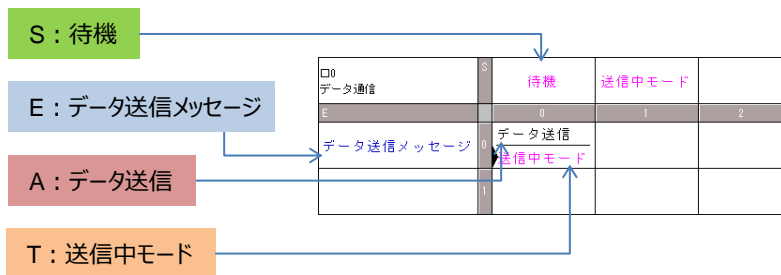 S：待機
E：データ送信メッセージ
A：データ送信
T：送信中モード
□0
データ通信
S
待機
送信中モード
E
0
1
2
データ送信メッセージ
0
データ送信
送信中モード
1